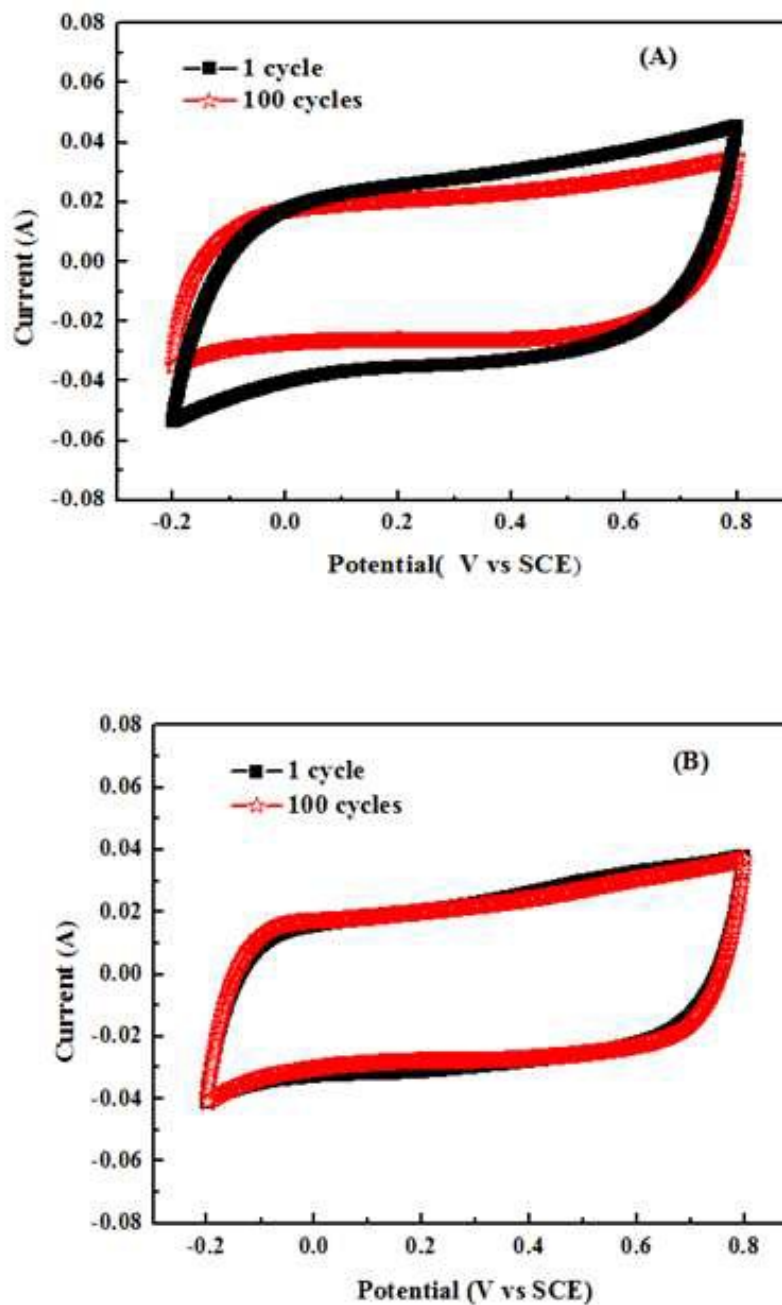 0.08
(A)
1 cycle
100 cycles
0.06
0.04
0.02
0.00
-0.02
-0.04
-0.06
-0.08
Current (A)
-0.2 0.0 0.2 0.4 0.6 0.8
Potential( V vs SCE)
0.08
(B)
1 cycle
100 cycles
0.06
0.04
0.02
0.00
-0.02
-0.04
-0.06
-0.08
Current (A)
-0.2 0.0 0.2 0.4 0.6 0.8
Potential (V vs SCE)